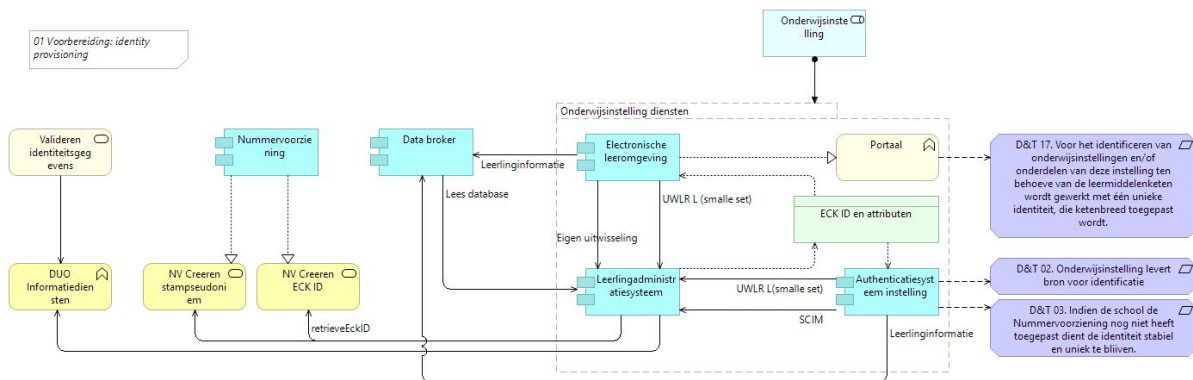 Onderwijsinste
lling
01 Voorbereiding: identity
provisioning
Onderwijsinstelling diensten
Valideren
identiteitsgeg
evens
Nummervoorzie
ning
Data broker
Leerlinginformatie
Electronische
leeromgeving
Portaal
D&T 17. Voor het identificeren van
onderwijsinstellingen en/of
onderdelen van deze instelling ten
behoeve van de leermiddelenketen
wordt gewerkt met één unieke
identiteit, die ketenbreed toegepast
wordt.
Lees database
UWLR L (smalle set)
ECK ID en attributen
Eigen uitwisseling
DUO
Informatiedien
sten
NV Creeren
stampseudoni
em
NV Creeren
ECK ID
Leerlingadministr
atiesysteem
UWLR L(smalle set)
Authenticatiesyst
eem instelling
D&T 02. Onderwijsinstelling levert
bron voor identificatie
SCIM
retrieveEckID
Leerlinginformatie
D&T 03. Indien de school de
Nummervoorziening nog niet heeft
toegepast dient de identiteit stabiel
en uniek te blijven.